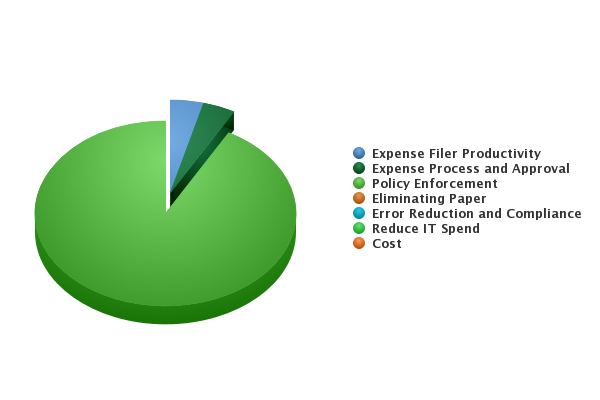 Expense Filer Productivity
Expense Process and Approval
Policy Enforcement
Eliminating Paper
Error Reduction and Compliance
Reduce IT Spend
Cost